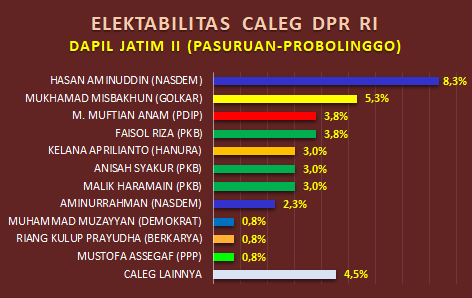 ELEKTABILITAS CALEG DPR RI
DAPIL JATIM II (PASURUAN-PROBOLINGGO)
HASAN AMINUDDIN (NASDEM) 8,3%
MUKHAMAD MISBAKHUN (GOLKAR) 5,3%
M. MUFTIAN ANAM (PDIP) 3,8%
FAISOL RIZA (PKB) 3,8%
KELANA APRILIANTO (HANURA) 3,0%
ANISAH SYAKUR (PKB) 3,0%
MALIK HARAMAIN (PKB) 3,0%
AMINURRAHMAN (NASDEM) 2,3%
MUHAMMAD MUZAYYAN (DEMOKRAT) 0,8%
RIANG KULUP PRAYUDHA (BERKARYA) 0,8%
MUSTOFA ASSEGAF (PPP) 0,8%
CALEG LAINNYA 4,5%